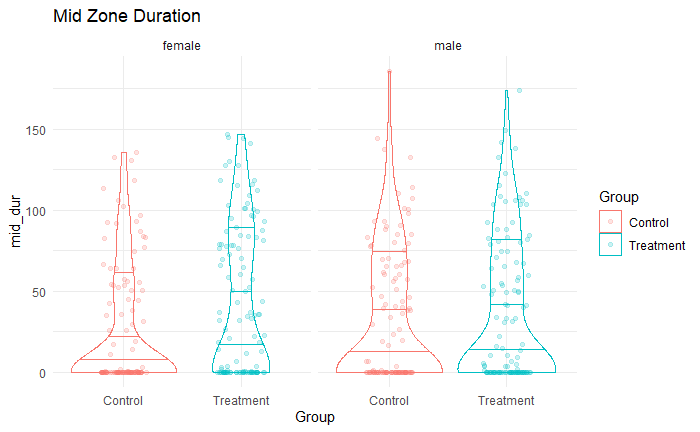 Mid Zone Duration
female
male
mid_dur
150
100
50
0
Control
Treatment
Control
Treatment
Group
Group
Control
Treatment